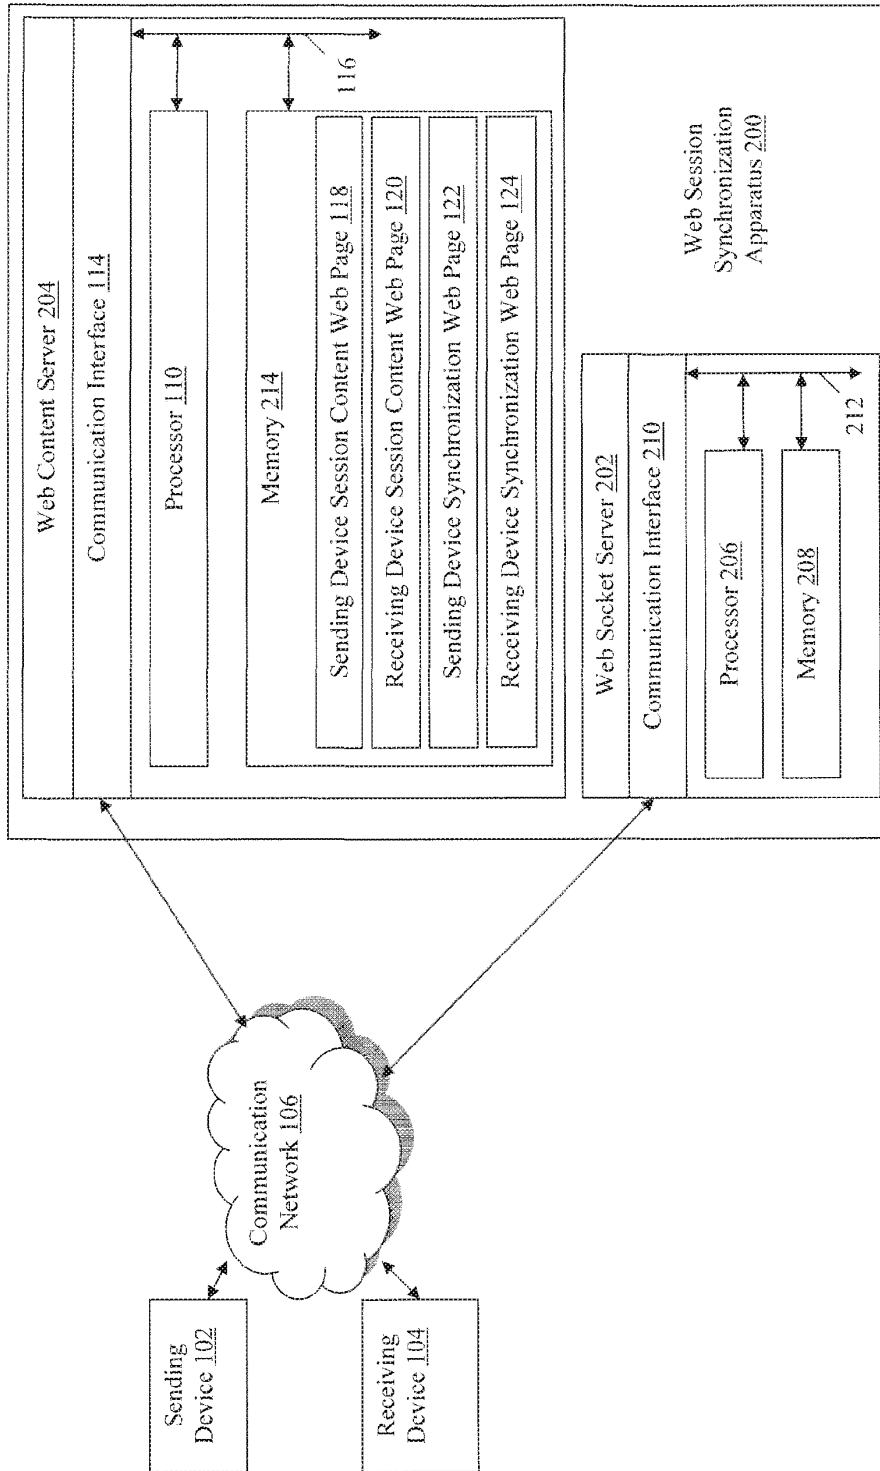 Sending
Device 102
Receiving
Device 104
Communication
Network 106
Web Content Server 204
Communication Interface 114
Processor 110
116
Memory 214
Sending Device Session Content Web Page 118
Receiving Device Session Content Web Page 120
Sending Device Synchronization Web Page 122
Receiving Device Synchronization Web Page 124
Web Socket Server 202
Communication Interface 210
Processor 206
Memory 208
212
Web Session
Synchronization
Apparatus 200